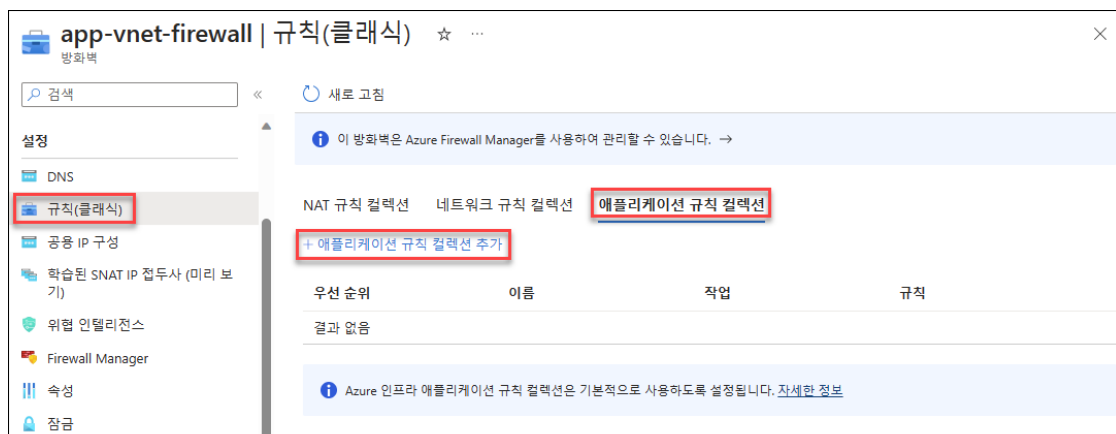 app-vnet-firewall | 규칙(클래식) ☆ ...
방화벽
검색 «
새로 고침
이 방화벽은 Azure Firewall Manager를 사용하여 관리할 수 있습니다. →
설정
DNS
규칙(클래식)
공용 IP 구성
학습된 SNAT IP 접두사 (미리 보
기)
위협 인텔리전스
Firewall Manager
속성
잠금
NAT 규칙 컬렉션 네트워크 규칙 컬렉션 애플리케이션 규칙 컬렉션
+ 애플리케이션 규칙 컬렉션 추가
우선 순위 이름 작업 규칙
결과 없음
Azure 인프라 애플리케이션 규칙 컬렉션은 기본적으로 사용하도록 설정됩니다. 자세한 정보